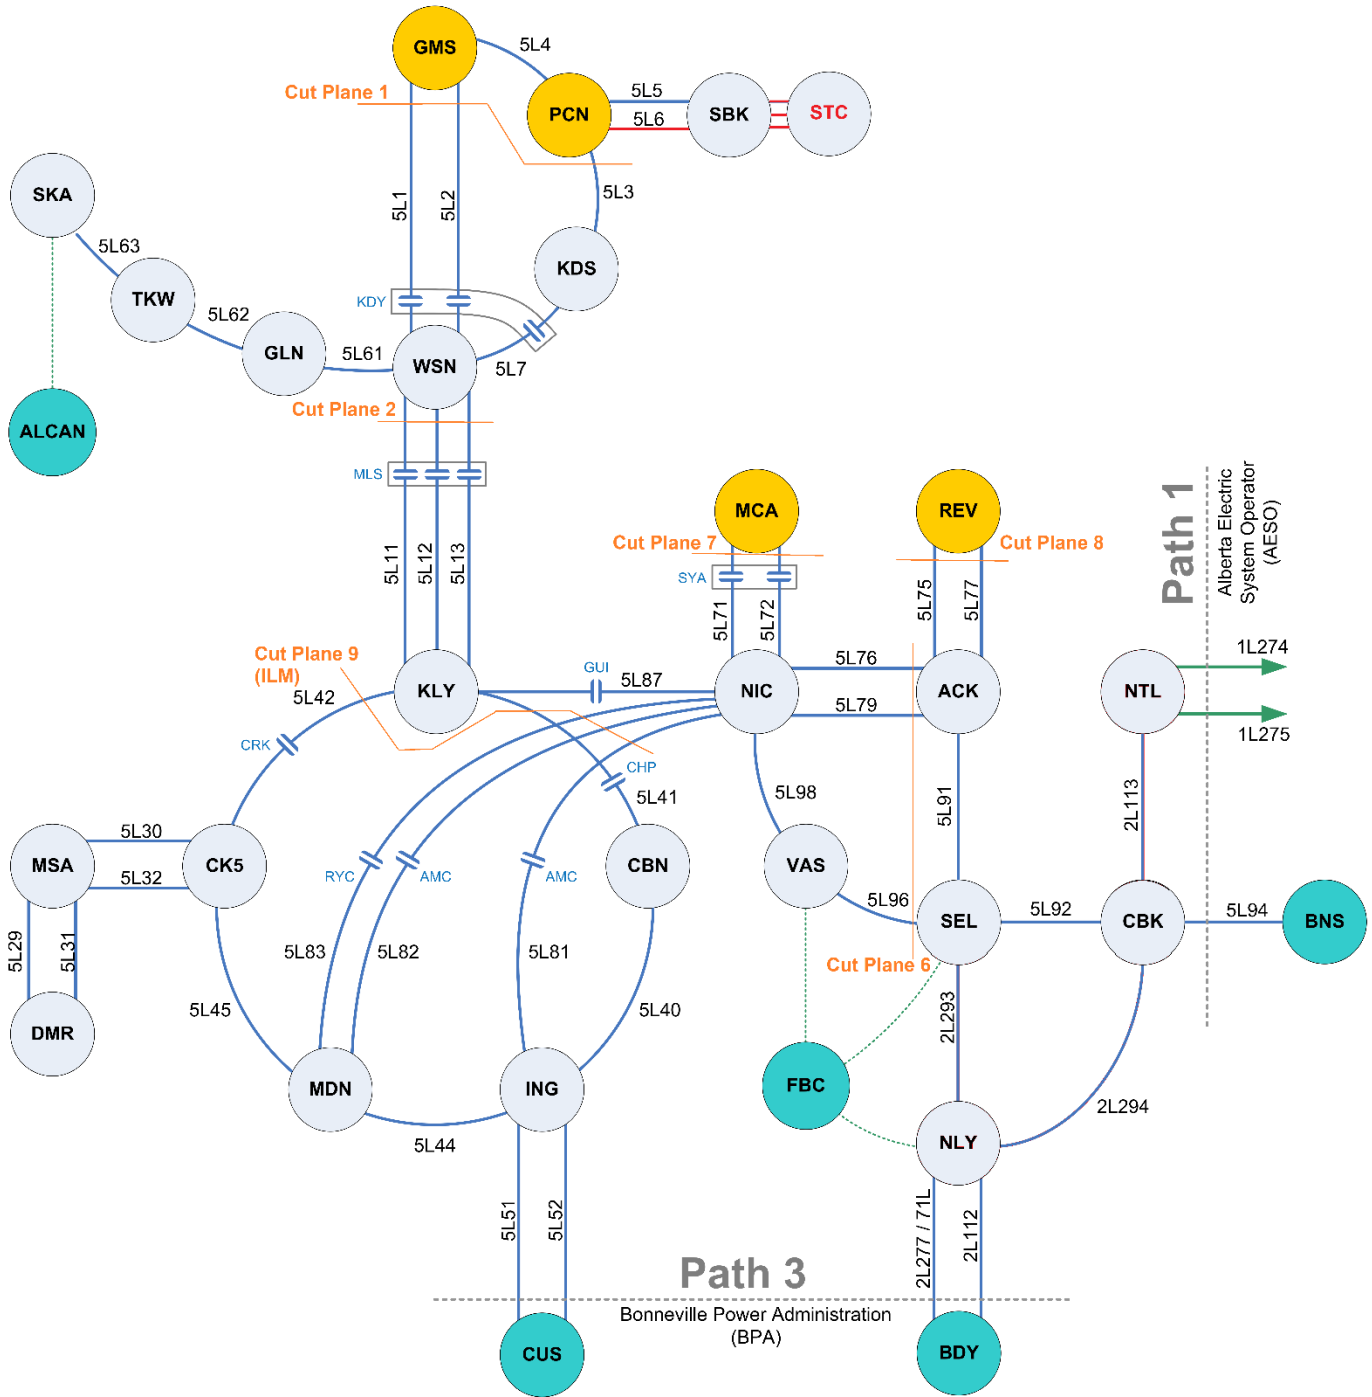 GMS
5L4
Cut Plane 1
PCN
5L5
5L6
SBK
STC
SKA
5L1
5L2
5L3
5L63
KDS
TKW
KDY
5L62
GLN
5L61
WSN
5L7
Cut Plane 2
ALCAN
MLS
MCA
REV
Path 1
Alberta Electric
System Operator
(AESO)
Cut Plane 7
Cut Plane 8
5L11
5L12
5L13
SYA
5L71
5L72
5L75
5L77
Cut Plane 9
(ILM)
5L42
KLY
GUI
5L87
NIC
5L76
5L79
ACK
NTL
1L274
1L275
CRK
CHP
5L41
5L98
5L91
2L113
5L30
MSA
5L32
CK5
RYC
AMC
AMC
CBN
VAS
5L96
SEL
5L92
CBK
5L94
BNS
5L29
5L31
5L83
5L82
5L81
Cut Plane 6
DMR
5L45
5L40
2L293
MDN
ING
FBC
2L294
5L44
NLY
5L51
5L52
2L277 / 71L
2L112
Path 3
Bonneville Power Administration
(BPA)
CUS
BDY